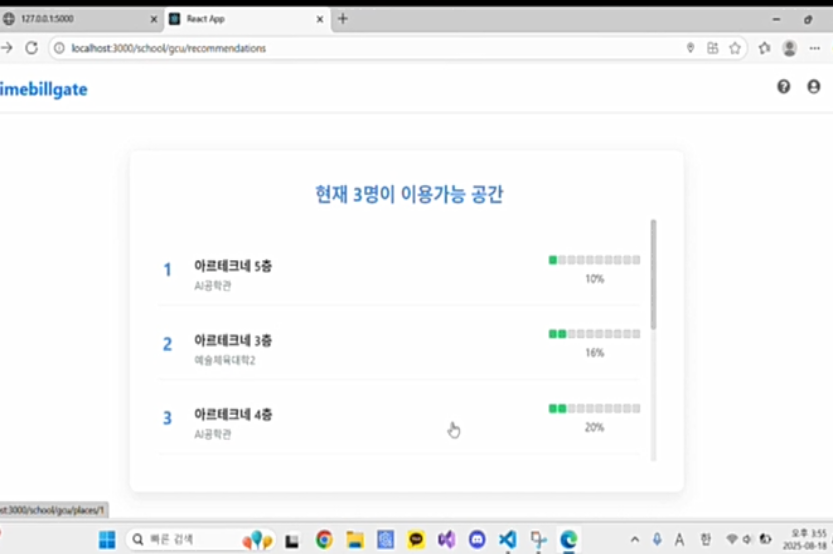 127.0.0.1:5000
React App
localhost:3000/school/gcu/recommendations
imebillgate
현재 3명이 이용가능 공간
1
아르테크네 5층
AI공학관
10%
2
아르테크네 3층
예술체육대학2
16%
3
아르테크네 4층
AI공학관
20%
st:3000/school/gcu/places/1
빠른 검색
A
한
오후 3:55
2025-08-18